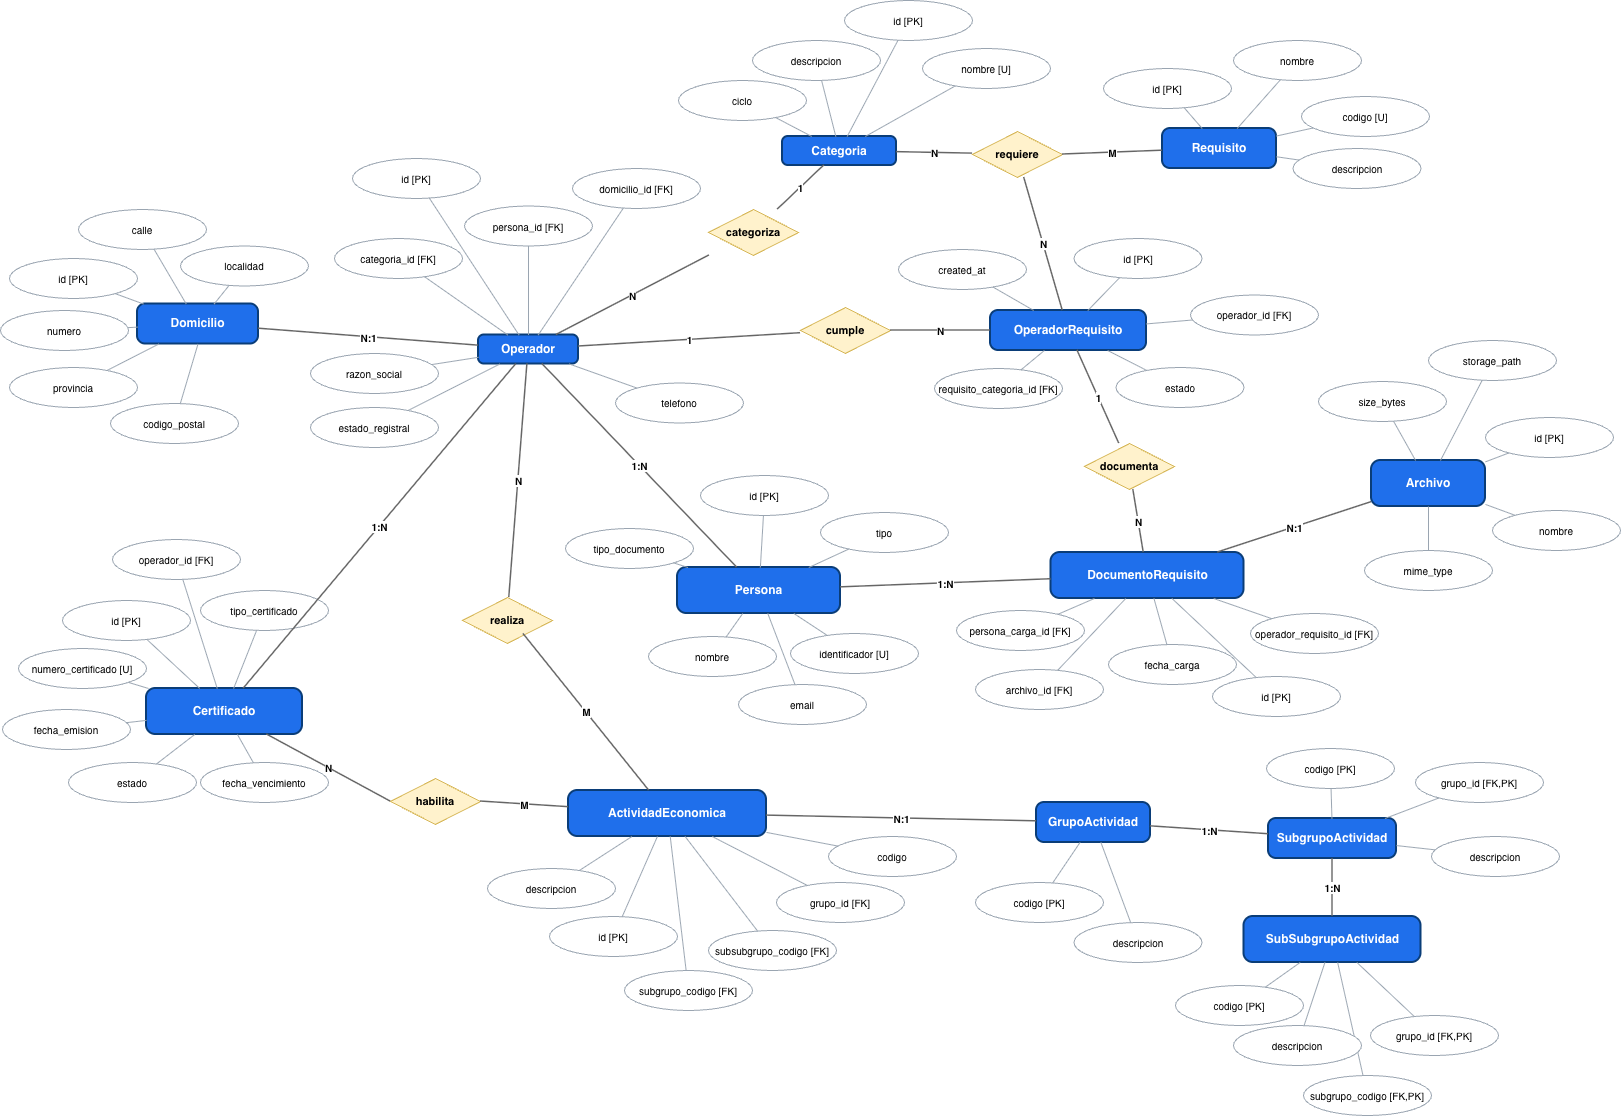 id [PK]
descripcion
nombre [U]
ciclo
Categoria
nombre
id [PK]
codigo [U]
Requisito
descripcion
N
requiere
M
1
categoriza
N
N
id [PK]
domicilio_id [FK]
persona_id [FK]
categoria_id [FK]
Operador
razon_social
estado_registral
telefono
calle
localidad
id [PK]
Domicilio
numero
provincia
codigo_postal
N:1
1
cumple
N
created_at
id [PK]
operador_id [FK]
OperadorRequisito
requisito_categoria_id [FK]
estado
1
documenta
N
storage_path
size_bytes
id [PK]
Archivo
nombre
mime_type
N:1
1:N
N
1:N
id [PK]
tipo
tipo_documento
Persona
nombre
identificador [U]
email
1:N
DocumentoRequisito
persona_carga_id [FK]
operador_requisito_id [FK]
fecha_carga
archivo_id [FK]
id [PK]
operador_id [FK]
tipo_certificado
id [PK]
numero_certificado [U]
Certificado
fecha_emision
estado
fecha_vencimiento
realiza
M
N
habilita
M
ActividadEconomica
codigo
descripcion
grupo_id [FK]
id [PK]
subsubgrupo_codigo [FK]
subgrupo_codigo [FK]
N:1
GrupoActividad
codigo [PK]
descripcion
1:N
codigo [PK]
grupo_id [FK,PK]
SubgrupoActividad
descripcion
1:N
SubSubgrupoActividad
codigo [PK]
descripcion
grupo_id [FK,PK]
subgrupo_codigo [FK,PK]